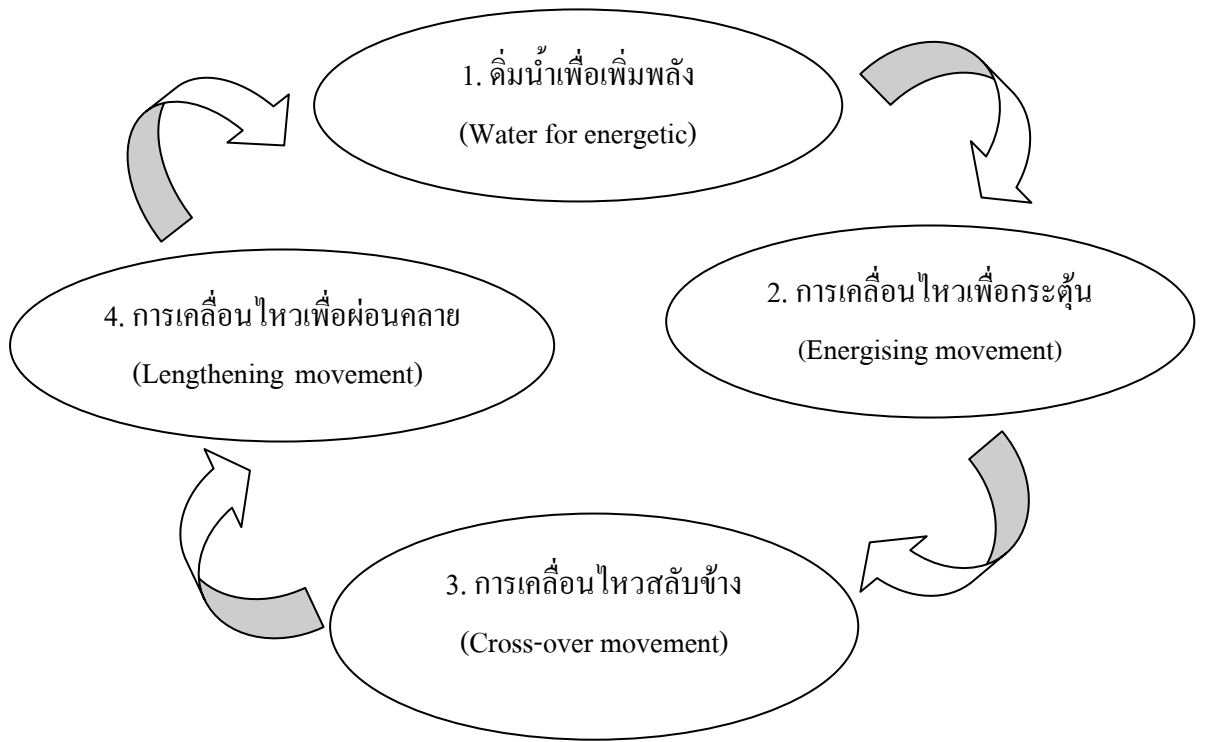 1. ดิ่มน้ำเพื่อเพิ่มพลัง
(Water for energetic)
2. การเคลื่อนไหวเพื่อกระตุ้น
(Energising movement)
3. การเคลื่อนไหวสลับข้าง
(Cross-over movement)
4. การเคลื่อนไหวเพื่อผ่อนคลาย
(Lengthening movement)